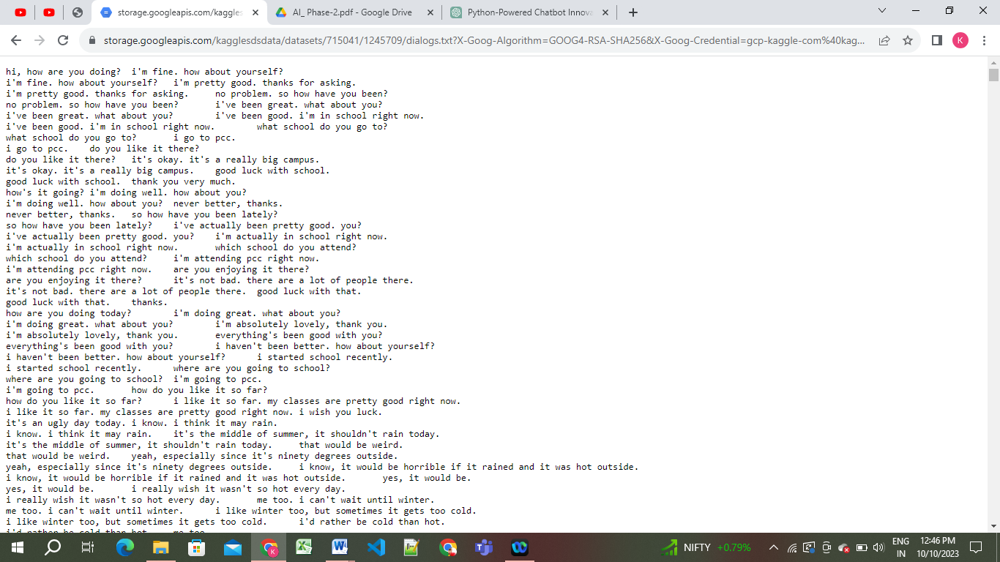 storage.googleapis.com/kaggles
AI_ Phase-2.pdf - Google Drive
Python-Powered Chatbot Innova
storage.googleapis.com/kagglesdsdata/datasets/715041/1245709/dialogs.txt?X-Goog-Algorithm=GOOG4-RSA-SHA256&X-Goog-Credential=gcp-kaggle-com%40kag...
K
hi, how are you doing? i'm fine. how about yourself?
i'm fine. how about yourself? i'm pretty good. thanks for asking.
i'm pretty good. thanks for asking. no problem. so how have you been?
no problem. so how have you been? i've been great. what about you?
i've been great. what about you? i've been good. i'm in school right now.
i've been good. i'm in school right now. what school do you go to?
what school do you go to? i go to pcc.
i go to pcc. do you like it there?
do you like it there? it's okay. it's a really big campus.
it's okay. it's a really big campus. good luck with school.
good luck with school. thank you very much.
how's it going? i'm doing well. how about you?
i'm doing well. how about you? never better, thanks.
never better, thanks. so how have you been lately?
so how have you been lately? i've actually been pretty good. you?
i've actually been pretty good. you? i'm actually in school right now.
i'm actually in school right now. which school do you attend?
which school do you attend? i'm attending pcc right now.
i'm attending pcc right now. are you enjoying it there?
are you enjoying it there? it's not bad. there are a lot of people there.
it's not bad. there are a lot of people there. good luck with that.
good luck with that. thanks.
how are you doing today? i'm doing great. what about you?
i'm doing great. what about you? i'm absolutely lovely, thank you.
i'm absolutely lovely, thank you. everything's been good with you?
everything's been good with you? i haven't been better. how about yourself?
i haven't been better. how about yourself? i started school recently.
i started school recently. where are you going to school?
where are you going to school? i'm going to pcc.
i'm going to pcc. how do you like it so far?
how do you like it so far? i like it so far. my classes are pretty good right now.
i like it so far. my classes are pretty good right now. i wish you luck.
it's an ugly day today. i know. i think it may rain.
i know. i think it may rain. it's the middle of summer, it shouldn't rain today.
it's the middle of summer, it shouldn't rain today. that would be weird.
that would be weird. yeah, especially since it's ninety degrees outside.
yeah, especially since it's ninety degrees outside. i know, it would be horrible if it rained and it was hot outside.
i know, it would be horrible if it rained and it was hot outside. yes, it would be.
yes, it would be. i really wish it wasn't so hot every day.
i really wish it wasn't so hot every day. me too. i can't wait until winter.
me too. i can't wait until winter. i like winter too, but sometimes it gets too cold.
i like winter too, but sometimes it gets too cold. i'd rather be cold than hot.
i'd rather be cold than hot. me too.
NIFTY +0.79%
ENG
IN
12:46 PM
10/10/2023